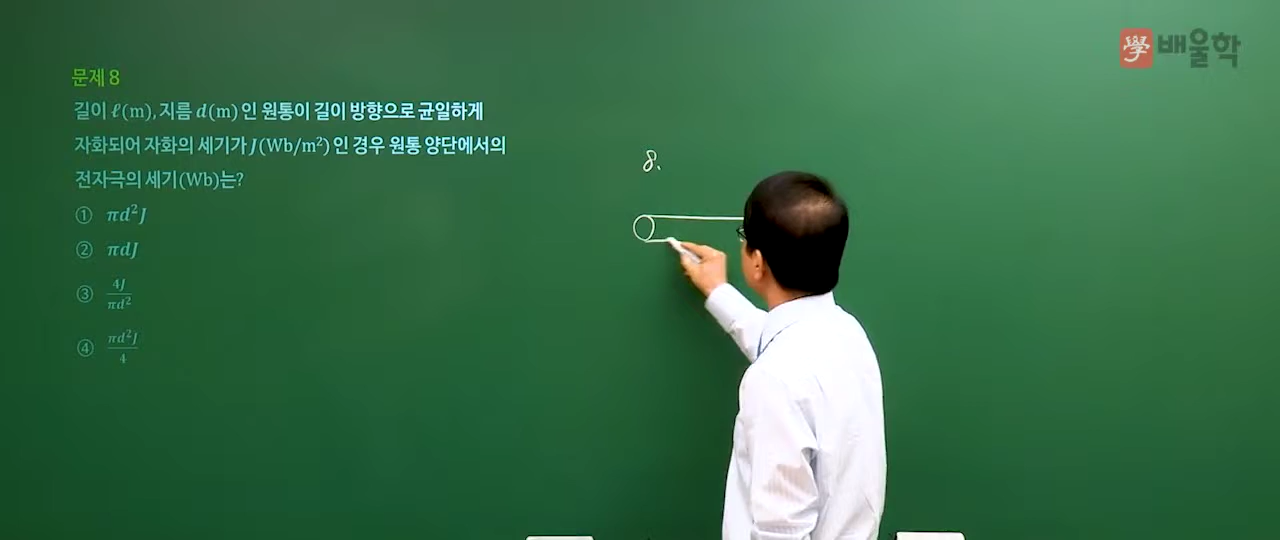 學 배울학
문제 8
길이 ℓ(m), 지름 d(m)인 원통이 길이 방향으로 균일하게
자화되어 자화의 세기가 J(Wb/m²)인 경우 원통 양단에서의
전자극의 세기(Wb)는?
① πd²J
② πdJ
③ 4J/πd²
④ πd²J/4
8.